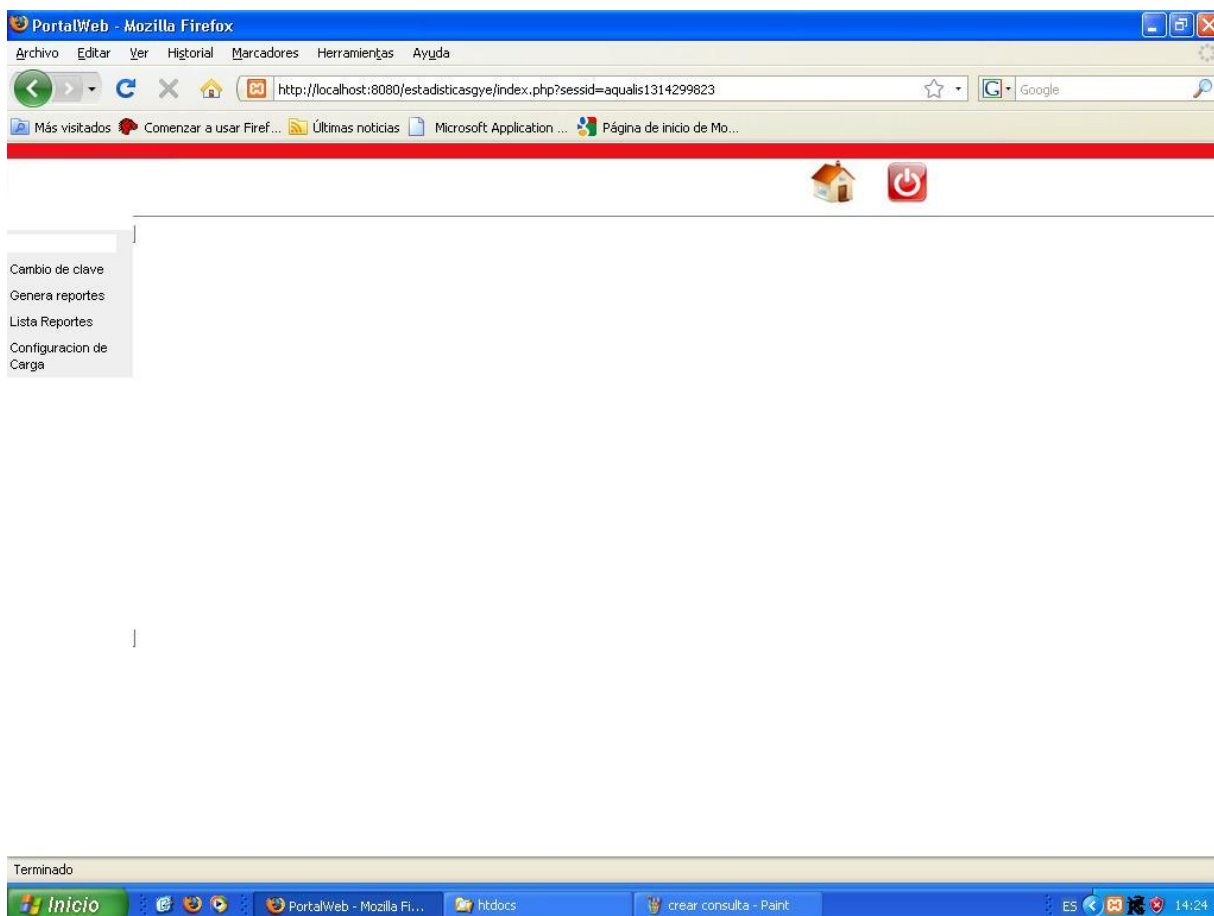 PortalWeb - Mozilla Firefox
Archivo Editar Ver Historial Marcadores Herramientas Ayuda
http://localhost:8080/estadisticasgye/index.php?sessid=aqualis1314299823
G Google
Más visitados Comenzar a usar Firef... Últimas noticias Microsoft Application ... Página de inicio de Mo...
Cambio de clave
Genera reportes
Lista Reportes
Configuracion de
Carga
Terminado
Inicio PortalWeb - Mozilla Fi... htdocs crear consulta - Paint ES 14:24